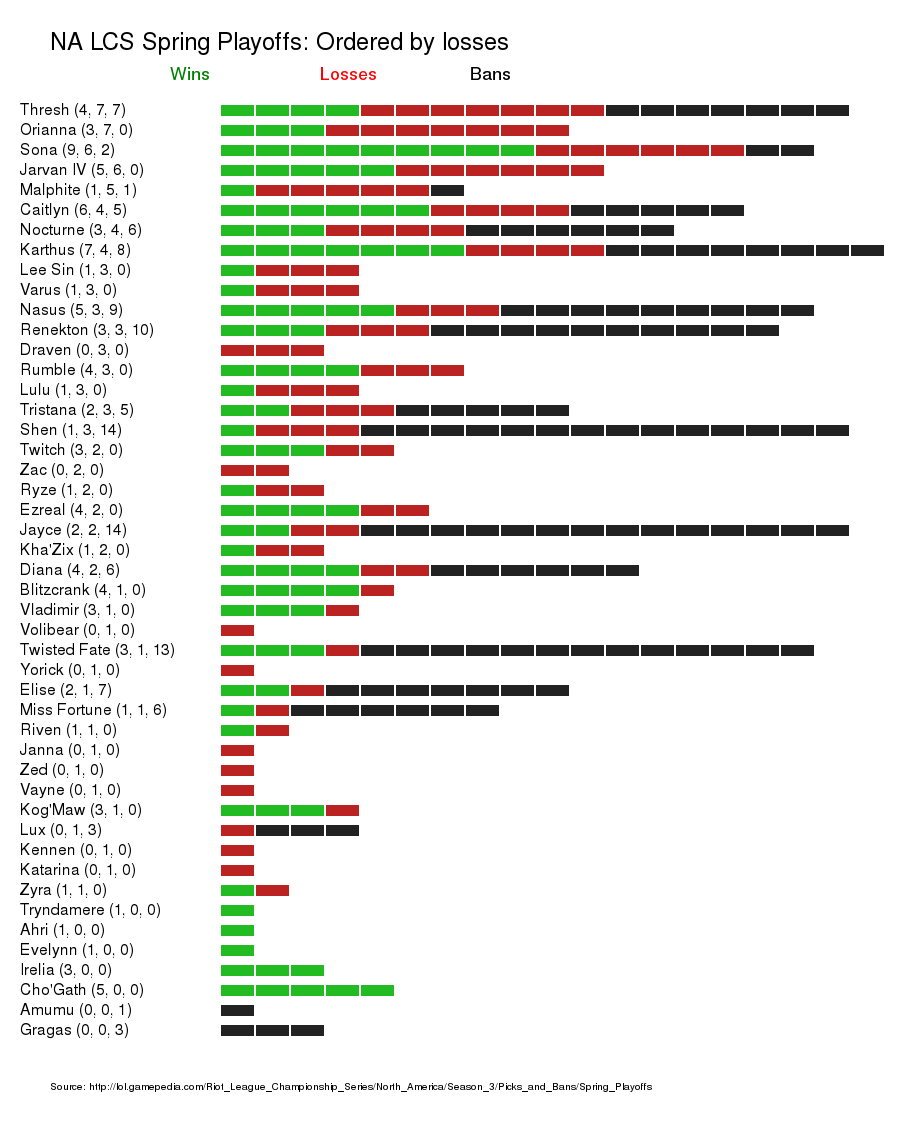 NA LCS Spring Playoffs: Ordered by losses
Wins Losses Bans
Thresh (4, 7, 7)
Orianna (3, 7, 0)
Sona (9, 6, 2)
Jarvan IV (5, 6, 0)
Malphite (1, 5, 1)
Caitlyn (6, 4, 5)
Nocturne (3, 4, 6)
Karthus (7, 4, 8)
Lee Sin (1, 3, 0)
Varus (1, 3, 0)
Nasus (5, 3, 9)
Renekton (3, 3, 10)
Draven (0, 3, 0)
Rumble (4, 3, 0)
Lulu (1, 3, 0)
Tristana (2, 3, 5)
Shen (1, 3, 14)
Twitch (3, 2, 0)
Zac (0, 2, 0)
Ryze (1, 2, 0)
Ezreal (4, 2, 0)
Jayce (2, 2, 14)
Kha'Zix (1, 2, 0)
Diana (4, 2, 6)
Blitzcrank (4, 1, 0)
Vladimir (3, 1, 0)
Volibear (0, 1, 0)
Twisted Fate (3, 1, 13)
Yorick (0, 1, 0)
Elise (2, 1, 7)
Miss Fortune (1, 1, 6)
Riven (1, 1, 0)
Janna (0, 1, 0)
Zed (0, 1, 0)
Vayne (0, 1, 0)
Kog'Maw (3, 1, 0)
Lux (0, 1, 3)
Kennen (0, 1, 0)
Katarina (0, 1, 0)
Zyra (1, 1, 0)
Tryndamere (1, 0, 0)
Ahri (1, 0, 0)
Evelynn (1, 0, 0)
Irelia (3, 0, 0)
Cho'Gath (5, 0, 0)
Amumu (0, 0, 1)
Gragas (0, 0, 3)
Source: http://lol.gamepedia.com/Riot_League_Championship_Series/North_America/Season_3/Picks_and_Bans/Spring_Playoffs